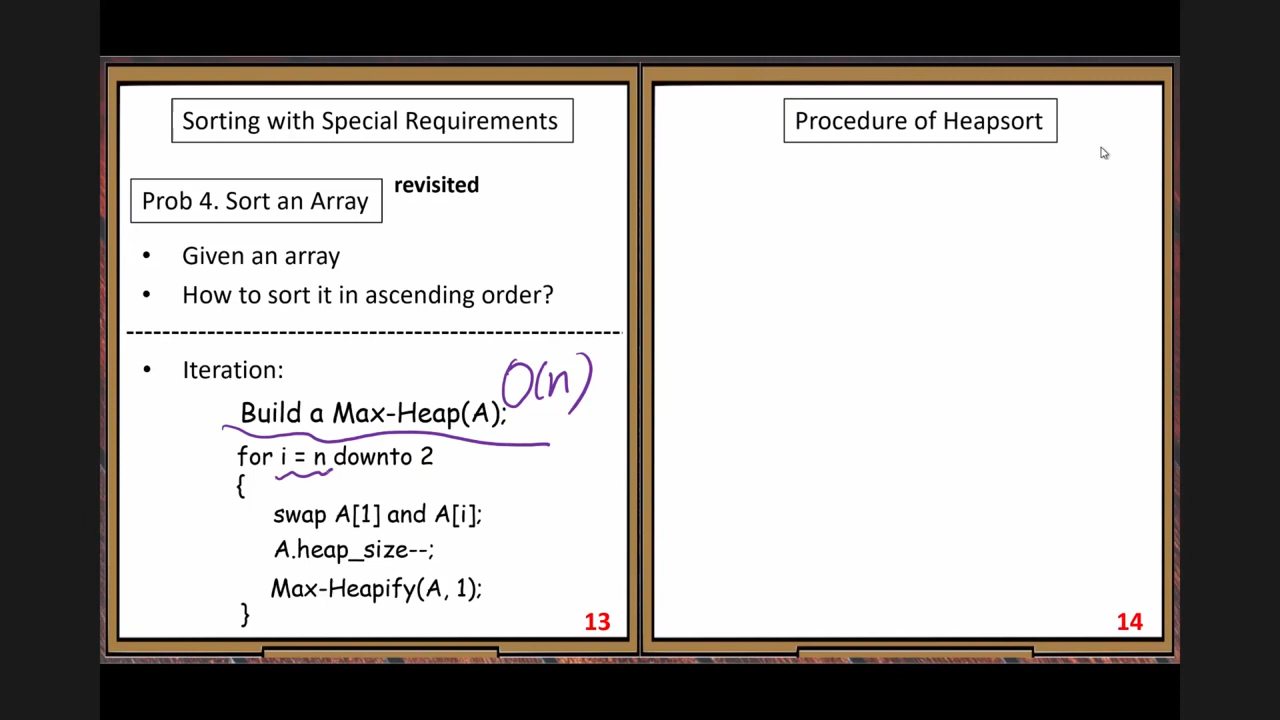 Sorting with Special Requirements
Prob 4. Sort an Array revisited
• Given an array
• How to sort it in ascending order?
• Iteration:
Build a Max-Heap(A); O(n)
for i = n downto 2
{
swap A[1] and A[i];
A.heap_size--;
Max-Heapify(A, 1);
}
13
Procedure of Heapsort
14